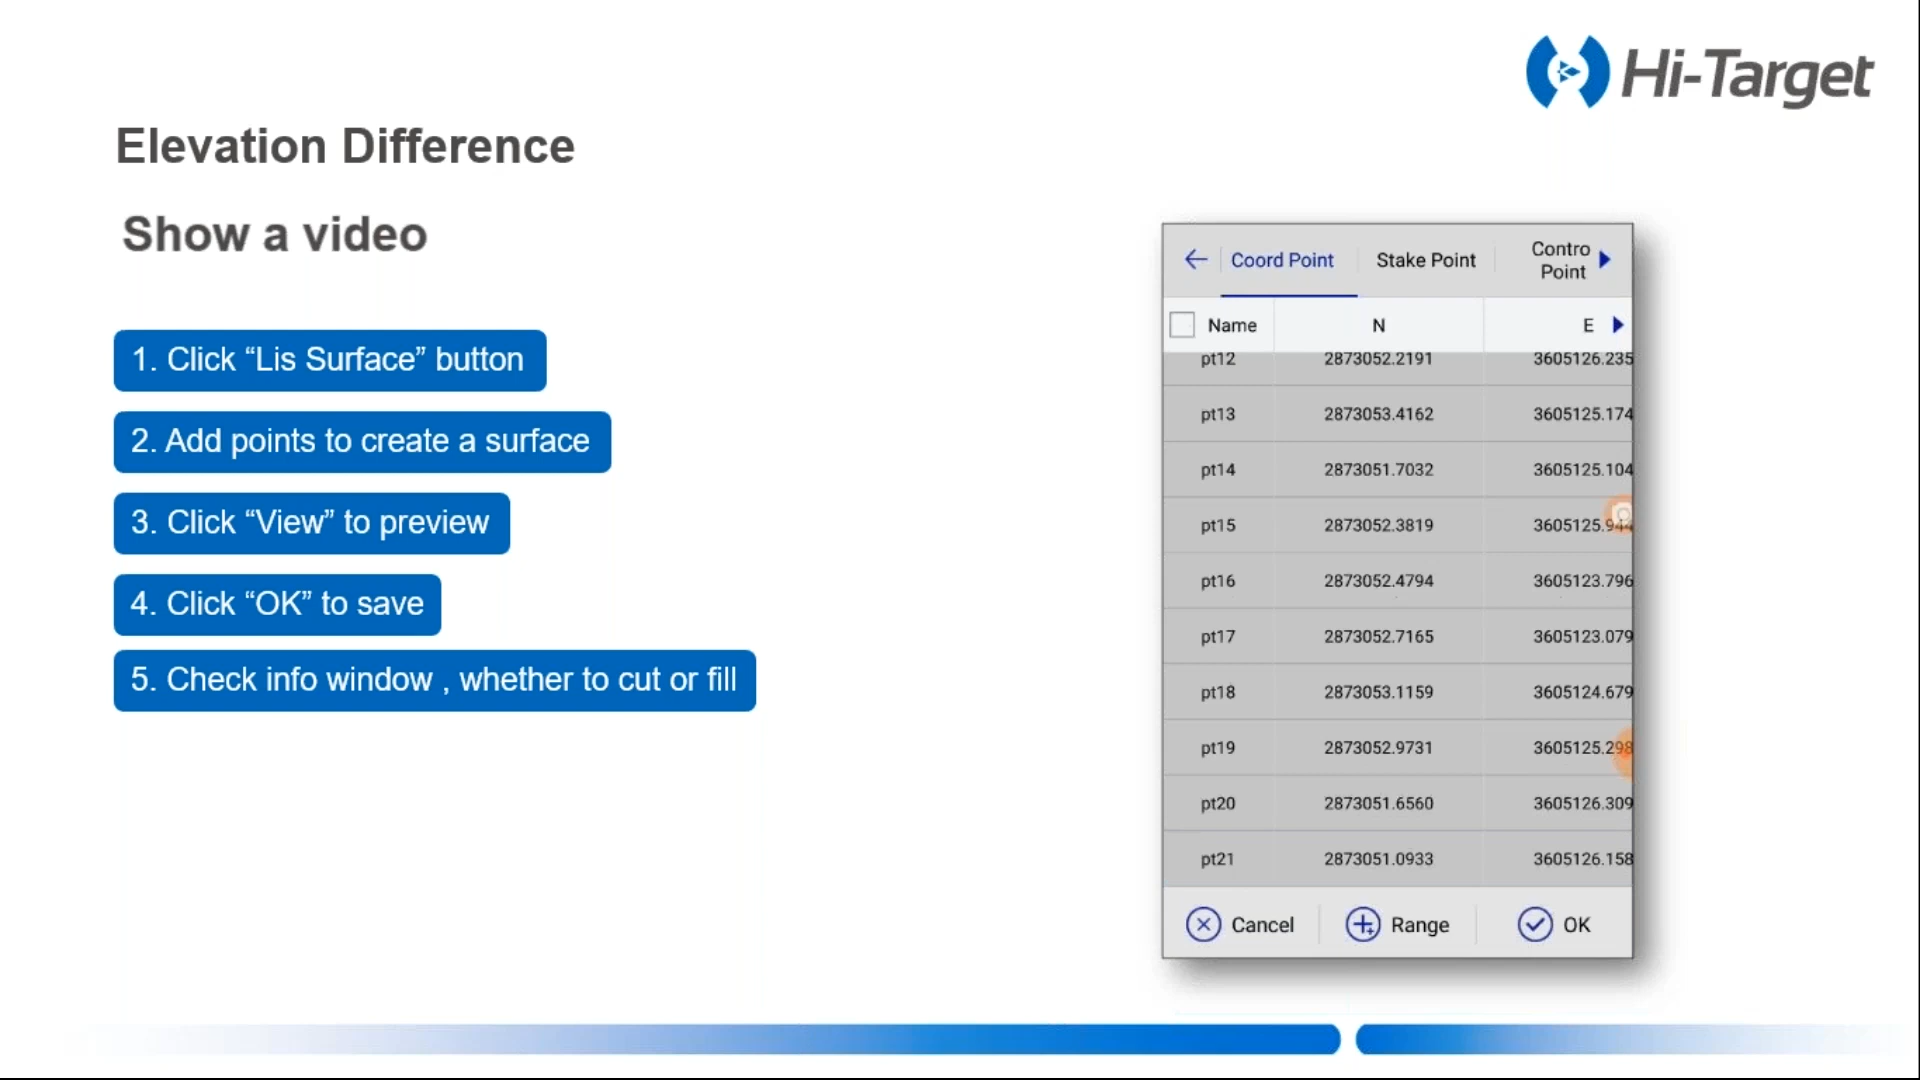 Hi-Target
Elevation Difference
Show a video
1. Click “Lis Surface” button
2. Add points to create a surface
3. Click “View” to preview
4. Click “OK” to save
5. Check info window , whether to cut or fill
Coord Point Stake Point Contro
Point
Name N E
pt12 2873052.2191 3605126.235
pt13 2873053.4162 3605125.174
pt14 2873051.7032 3605125.104
pt15 2873052.3819 3605125.944
pt16 2873052.4794 3605123.796
pt17 2873052.7165 3605123.079
pt18 2873053.1159 3605124.679
pt19 2873052.9731 3605125.298
pt20 2873051.6560 3605126.309
pt21 2873051.0933 3605126.158
Cancel Range OK